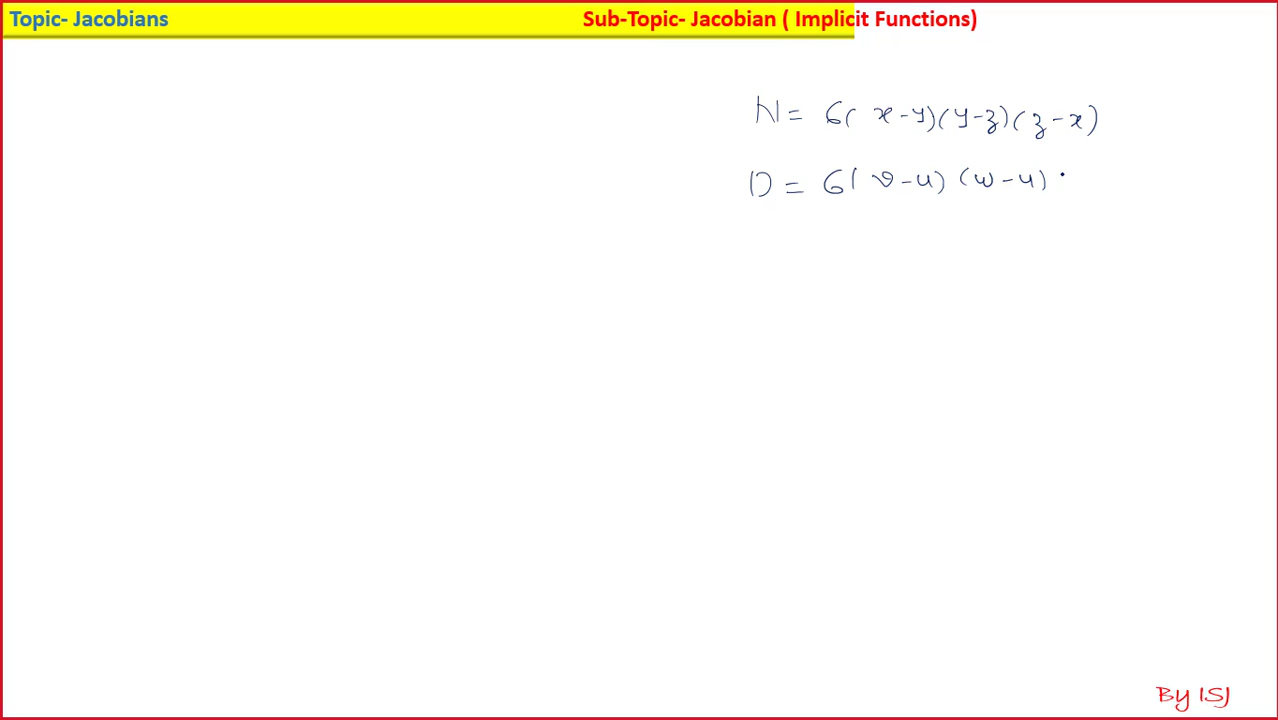 Topic- Jacobians Sub-Topic- Jacobian ( Implicit Functions)
N = 6( x-y)(y-z)(z-x)
D = 6( v-u) (w-u)
By ISJ